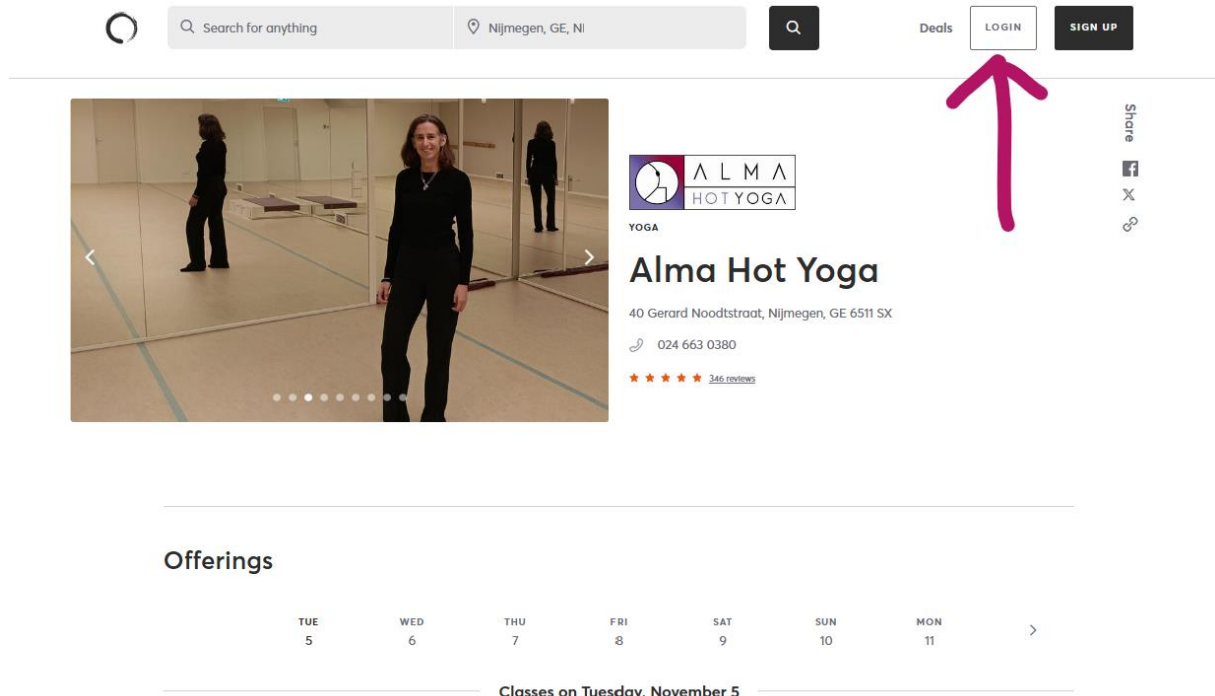 Search for anything
Nijmegen, GE, NI
Deals
LOGIN
SIGN UP
Share
ALMA
HOT YOGA
YOGA
Alma Hot Yoga
40 Gerard Noodtstraat, Nijmegen, GE 6511 SX
024 663 0380
346 reviews
Offerings
TUE WED THU FRI SAT SUN MON
5 6 7 8 9 10 11
Classes on Tuesday, November 5